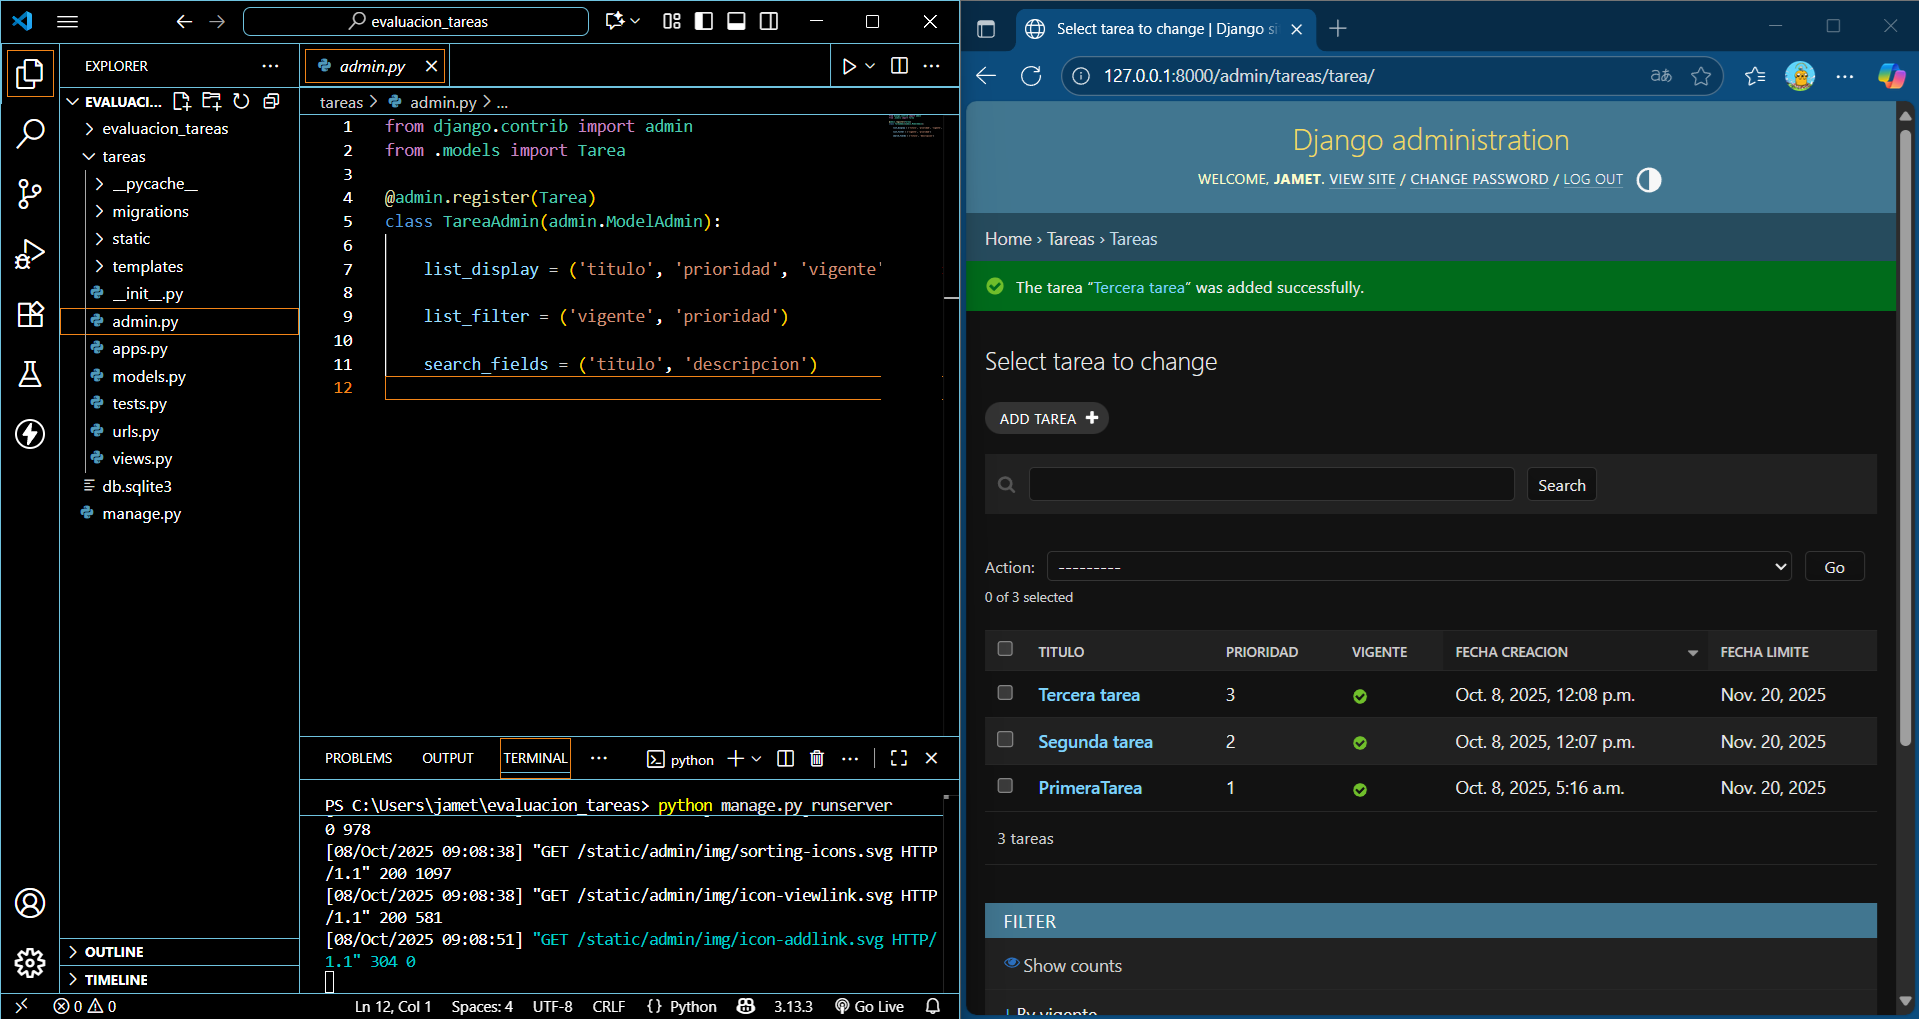 evaluacion_tareas
EXPLORER
EVALUACI...
evaluacion_tareas
tareas
__pycache__
migrations
static
templates
__init__.py
admin.py
apps.py
models.py
tests.py
urls.py
views.py
db.sqlite3
manage.py
OUTLINE
TIMELINE
admin.py
tareas > admin.py > ...
1 from django.contrib import admin
2 from .models import Tarea
3
4 @admin.register(Tarea)
5 class TareaAdmin(admin.ModelAdmin):
6
7 list_display = ('titulo', 'prioridad', 'vigente'
8
9 list_filter = ('vigente', 'prioridad')
10
11 search_fields = ('titulo', 'descripcion')
12
PROBLEMS OUTPUT TERMINAL ... python
PS C:\Users\jamet\evaluacion_tareas> python manage.py runserver
0 978
[08/Oct/2025 09:08:38] "GET /static/admin/img/sorting-icons.svg HTTP
/1.1" 200 1097
[08/Oct/2025 09:08:38] "GET /static/admin/img/icon-viewlink.svg HTTP
/1.1" 200 581
[08/Oct/2025 09:08:51] "GET /static/admin/img/icon-addlink.svg HTTP/
1.1" 304 0
0 0 Ln 12, Col 1 Spaces: 4 UTF-8 CRLF {} Python 3.13.3 Go Live
Select tarea to change | Django si
127.0.0.1:8000/admin/tareas/tarea/
Django administration
WELCOME, JAMET. VIEW SITE / CHANGE PASSWORD / LOG OUT
Home › Tareas › Tareas
The tarea “Tercera tarea” was added successfully.
Select tarea to change
ADD TAREA
Search
Action: --------- Go
0 of 3 selected
TITULO PRIORIDAD VIGENTE FECHA CREACION FECHA LIMITE
Tercera tarea 3 Oct. 8, 2025, 12:08 p.m. Nov. 20, 2025
Segunda tarea 2 Oct. 8, 2025, 12:07 p.m. Nov. 20, 2025
PrimeraTarea 1 Oct. 8, 2025, 5:16 a.m. Nov. 20, 2025
3 tareas
FILTER
Show counts
By vigente